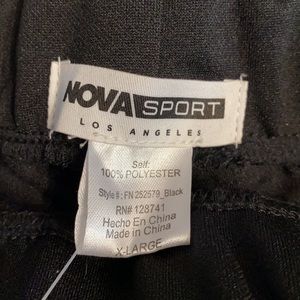 NOVA SPORT
LOS ANGELES
Self:
100% POLYESTER
Style # : FN 252579_Black
RN# 128741
Hecho En China
Made in China
X-LARGE